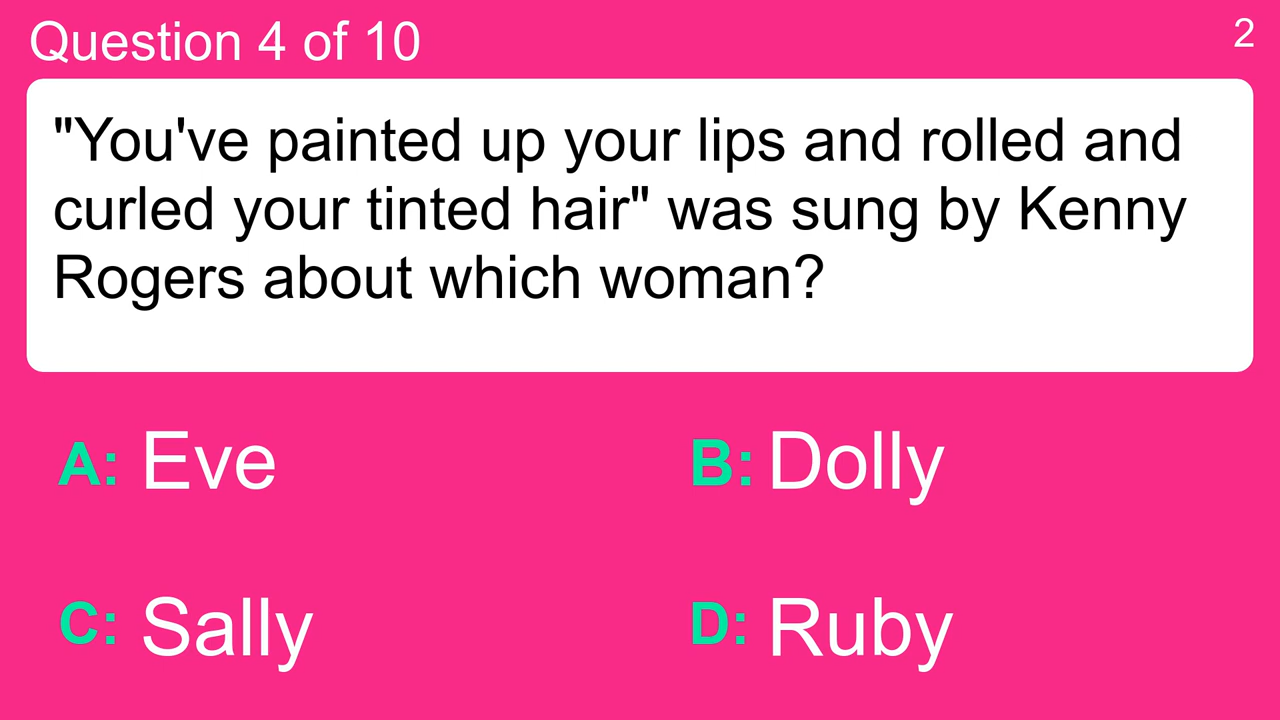 Question 4 of 10
2
"You've painted up your lips and rolled and
curled your tinted hair" was sung by Kenny
Rogers about which woman?
A: Eve
B: Dolly
C: Sally
D: Ruby